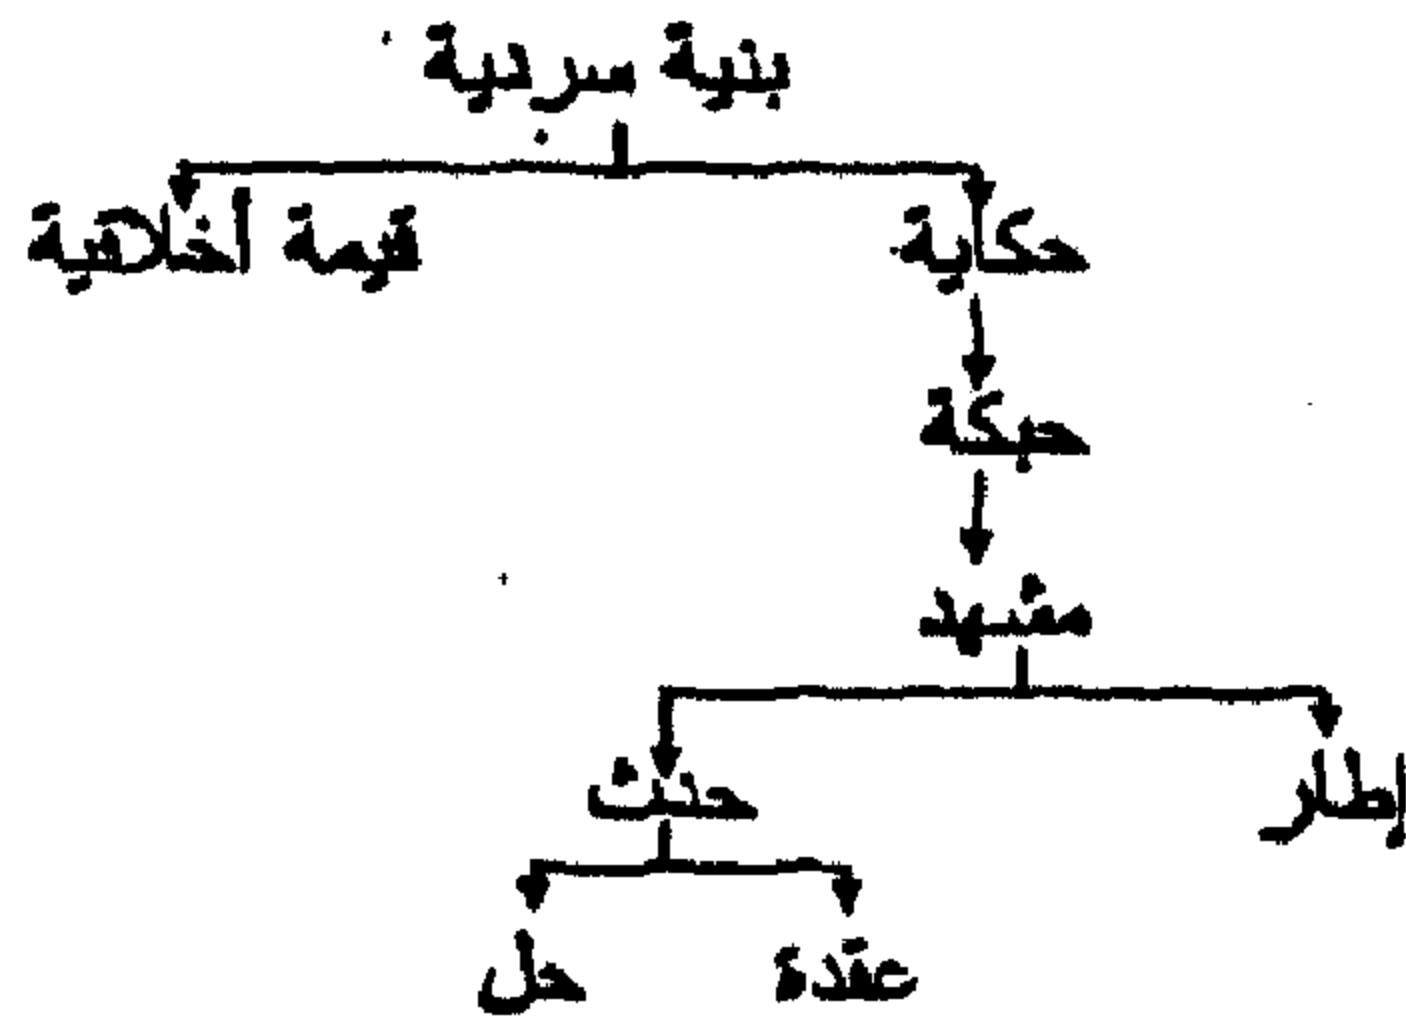 بنية سردية
حكاية
قيمة أخلاقية
حبكة
مشهد
إطار
حدث
عقدة
حل